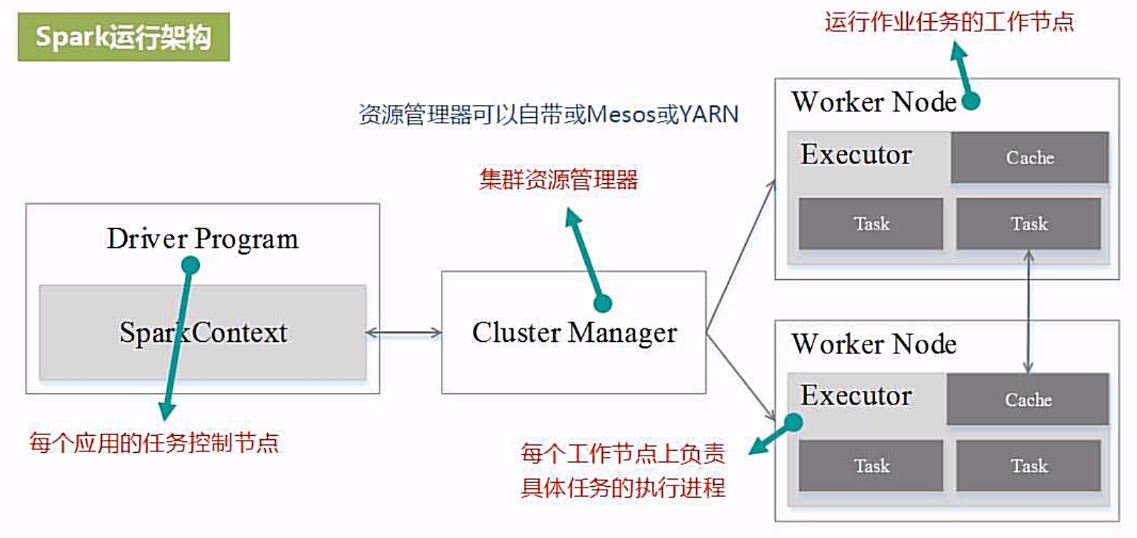 Spark运行架构
运行作业任务的工作节点
资源管理器可以自带或Mesos或YARN
集群资源管理器
Driver Program
SparkContext
每个应用的任务控制节点
Cluster Manager
Worker Node
Executor
Cache
Task
Task
Worker Node
Executor
Cache
Task
Task
每个工作节点上负责
具体任务的执行进程